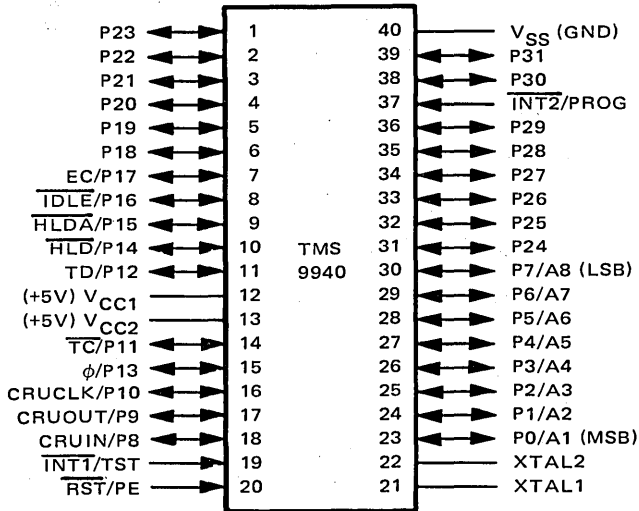 P23 1 40 VSS (GND)
P22 2 39 P31
P21 3 38 P30
P20 4 37 INT2/PROG
P19 5 36 P29
P18 6 35 P28
EC/P17 7 34 P27
IDLE/P16 8 33 P26
HLDA/P15 9 32 P25
HLD/P14 10 TMS 31 P24
TD/P12 11 9940 30 P7/A8 (LSB)
(+5V) VCC1 12 29 P6/A7
(+5V) VCC2 13 28 P5/A6
TC/P11 14 27 P4/A5
ϕ/P13 15 26 P3/A4
CRUCLK/P10 16 25 P2/A3
CRUOUT/P9 17 24 P1/A2
CRUIN/P8 18 23 P0/A1 (MSB)
INT1/TST 19 22 XTAL2
RST/PE 20 21 XTAL1